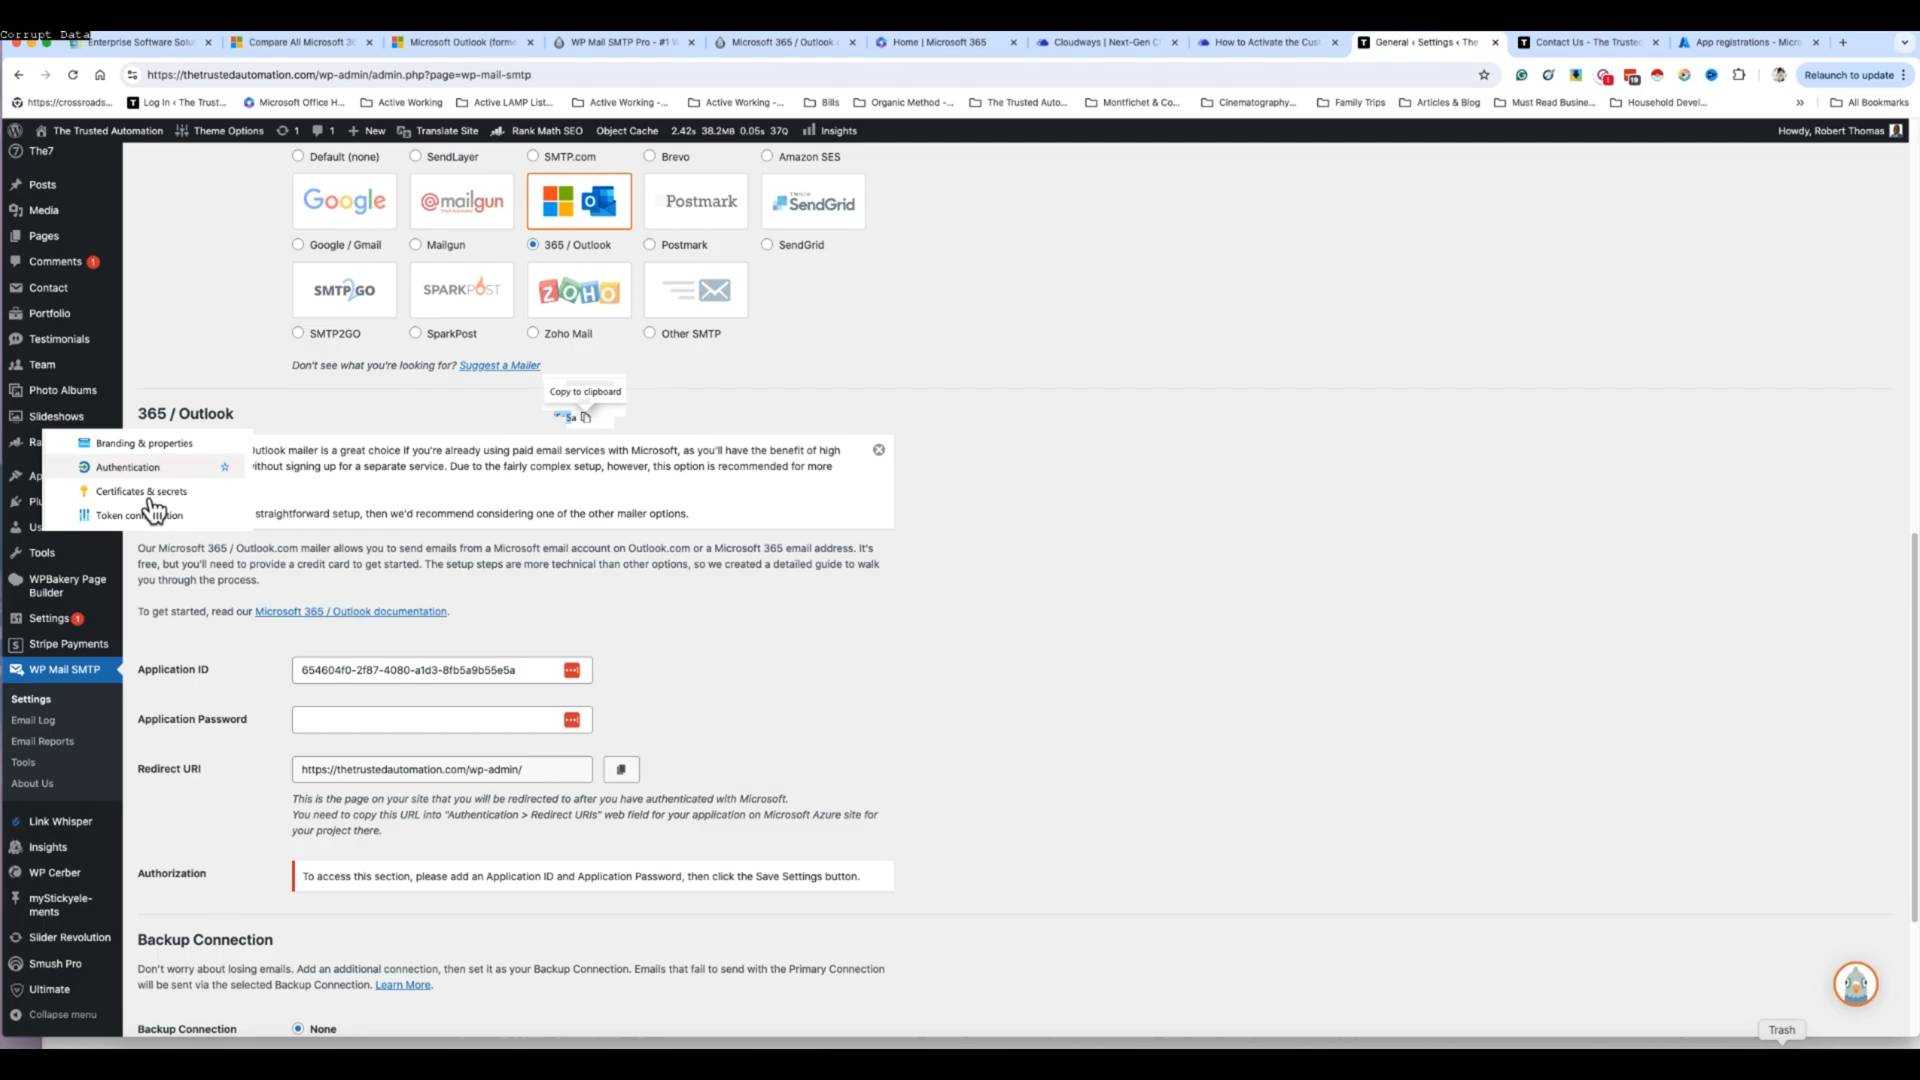 Corrupt Data
Enterprise Software Solu
Compare All Microsoft 36
Microsoft Outlook (forme
WP Mail SMTP Pro - #1 W
Microsoft 365 / Outlook.
Home | Microsoft 365
Cloudways | Next-Gen C
How to Activate the Cust
General ‹ Settings ‹ The
Contact Us - The Trusted
App registrations - Micro
https://thetrustedautomation.com/wp-admin/admin.php?page=wp-mail-smtp
Relaunch to update
https://crossroads...
Log In ‹ The Trust...
Microsoft Office H...
Active Working
Active LAMP List...
Active Working -...
Active Working -...
Bills
Organic Method -...
The Trusted Auto...
Montfichet & Co...
Cinematography...
Family Trips
Articles & Blog
Must Read Busine...
Household Devel...
All Bookmarks
The Trusted Automation
Theme Options
1
1
New
Translate Site
Rank Math SEO
Object Cache
2.42s 38.2MB 0.05s 37Q
Insights
Howdy, Robert Thomas
The7
Posts
Media
Pages
Comments 1
Contact
Portfolio
Testimonials
Team
Photo Albums
Slideshows
Ra
Ap
Plu
Us
Tools
WPBakery Page
Builder
Settings 1
Stripe Payments
WP Mail SMTP
Settings
Email Log
Email Reports
Tools
About Us
Link Whisper
Insights
WP Cerber
myStickyele-
ments
Slider Revolution
Smush Pro
Ultimate
Collapse menu
Default (none)
SendLayer
SMTP.com
Brevo
Amazon SES
Google
@mailgun
Postmark
SendGrid
Google / Gmail
Mailgun
365 / Outlook
Postmark
SendGrid
SMTP2GO
SPARKPOST
ZOHO
SMTP2GO
SparkPost
Zoho Mail
Other SMTP
Don't see what you're looking for? Suggest a Mailer
Copy to clipboard
5a
365 / Outlook
Branding & properties
Authentication
Certificates & secrets
Token
Outlook mailer is a great choice if you're already using paid email services with Microsoft, as you'll have the benefit of high
without signing up for a separate service. Due to the fairly complex setup, however, this option is recommended for more
straightforward setup, then we'd recommend considering one of the other mailer options.
Our Microsoft 365 / Outlook.com mailer allows you to send emails from a Microsoft email account on Outlook.com or a Microsoft 365 email address. It's
free, but you'll need to provide a credit card to get started. The setup steps are more technical than other options, so we created a detailed guide to walk
you through the process.
To get started, read our Microsoft 365 / Outlook documentation.
Application ID
654604f0-2f87-4080-a1d3-8fb5a9b55e5a
Application Password
Redirect URI
https://thetrustedautomation.com/wp-admin/
This is the page on your site that you will be redirected to after you have authenticated with Microsoft.
You need to copy this URL into "Authentication > Redirect URIs" web field for your application on Microsoft Azure site for
your project there.
Authorization
To access this section, please add an Application ID and Application Password, then click the Save Settings button.
Backup Connection
Don't worry about losing emails. Add an additional connection, then set it as your Backup Connection. Emails that fail to send with the Primary Connection
will be sent via the selected Backup Connection. Learn More.
Backup Connection
None
Trash